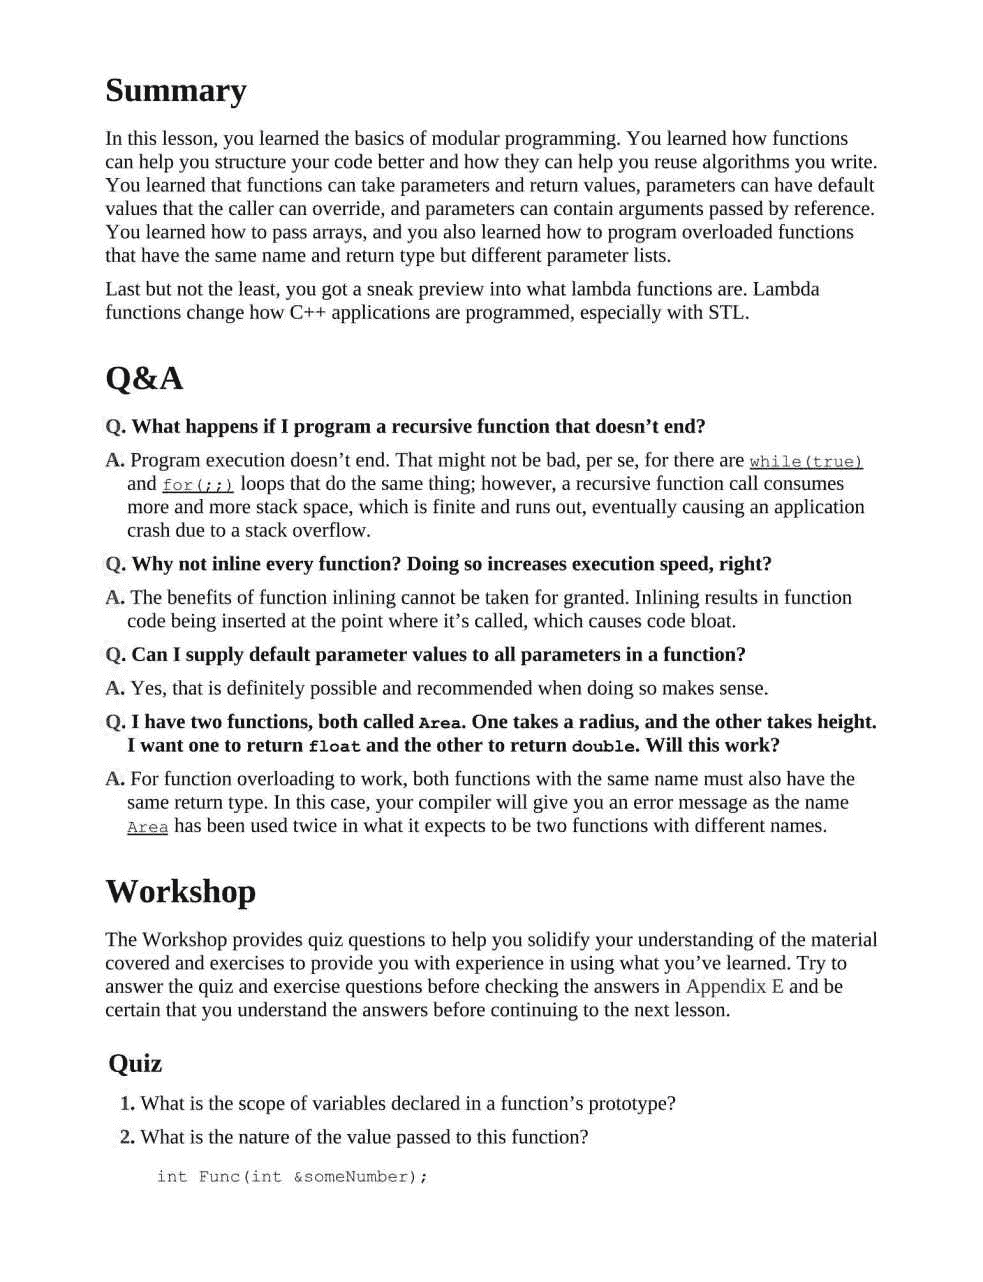 Summary
In this lesson, you learned the basics of modular programming. You learned how functions
can help you structure your code better and how they can help you reuse algorithms you write.
You learned that functions can take parameters and return values, parameters can have default
values that the caller can override, and parameters can contain arguments passed by reference.
You learned how to pass arrays, and you also learned how to program overloaded functions
that have the same name and return type but different parameter lists.
Last but not the least, you got a sneak preview into what lambda functions are. Lambda
functions change how C++ applications are programmed, especially with STL.
Q&A
Q. What happens if I program a recursive function that doesn’t end?
A. Program execution doesn’t end. That might not be bad, per se, for there are while(true)
and for(;;) loops that do the same thing; however, a recursive function call consumes
more and more stack space, which is finite and runs out, eventually causing an application
crash due to a stack overflow.
Q. Why not inline every function? Doing so increases execution speed, right?
A. The benefits of function inlining cannot be taken for granted. Inlining results in function
code being inserted at the point where it’s called, which causes code bloat.
Q. Can I supply default parameter values to all parameters in a function?
A. Yes, that is definitely possible and recommended when doing so makes sense.
Q. I have two functions, both called Area. One takes a radius, and the other takes height.
I want one to return float and the other to return double. Will this work?
A. For function overloading to work, both functions with the same name must also have the
same return type. In this case, your compiler will give you an error message as the name
Area has been used twice in what it expects to be two functions with different names.
Workshop
The Workshop provides quiz questions to help you solidify your understanding of the material
covered and exercises to provide you with experience in using what you’ve learned. Try to
answer the quiz and exercise questions before checking the answers in Appendix E and be
certain that you understand the answers before continuing to the next lesson.
Quiz
1. What is the scope of variables declared in a function’s prototype?
2. What is the nature of the value passed to this function?
int Func(int &someNumber);